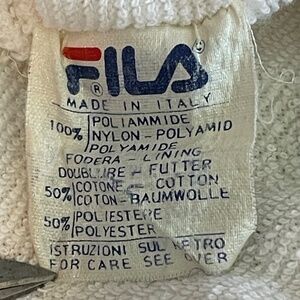 FILA
®
MADE IN ITALY
100% POLIAMMIDE
NYLON - POLYAMID
POLYAMIDE
FODERA - LINING
DOUBLURE - FUTTER
50% COTONE COTTON
COTON - BAUMWOLLE
50% POLIESTERE
POLYESTER
ISTRUZIONI SUL RETRO
FOR CARE SEE OVER